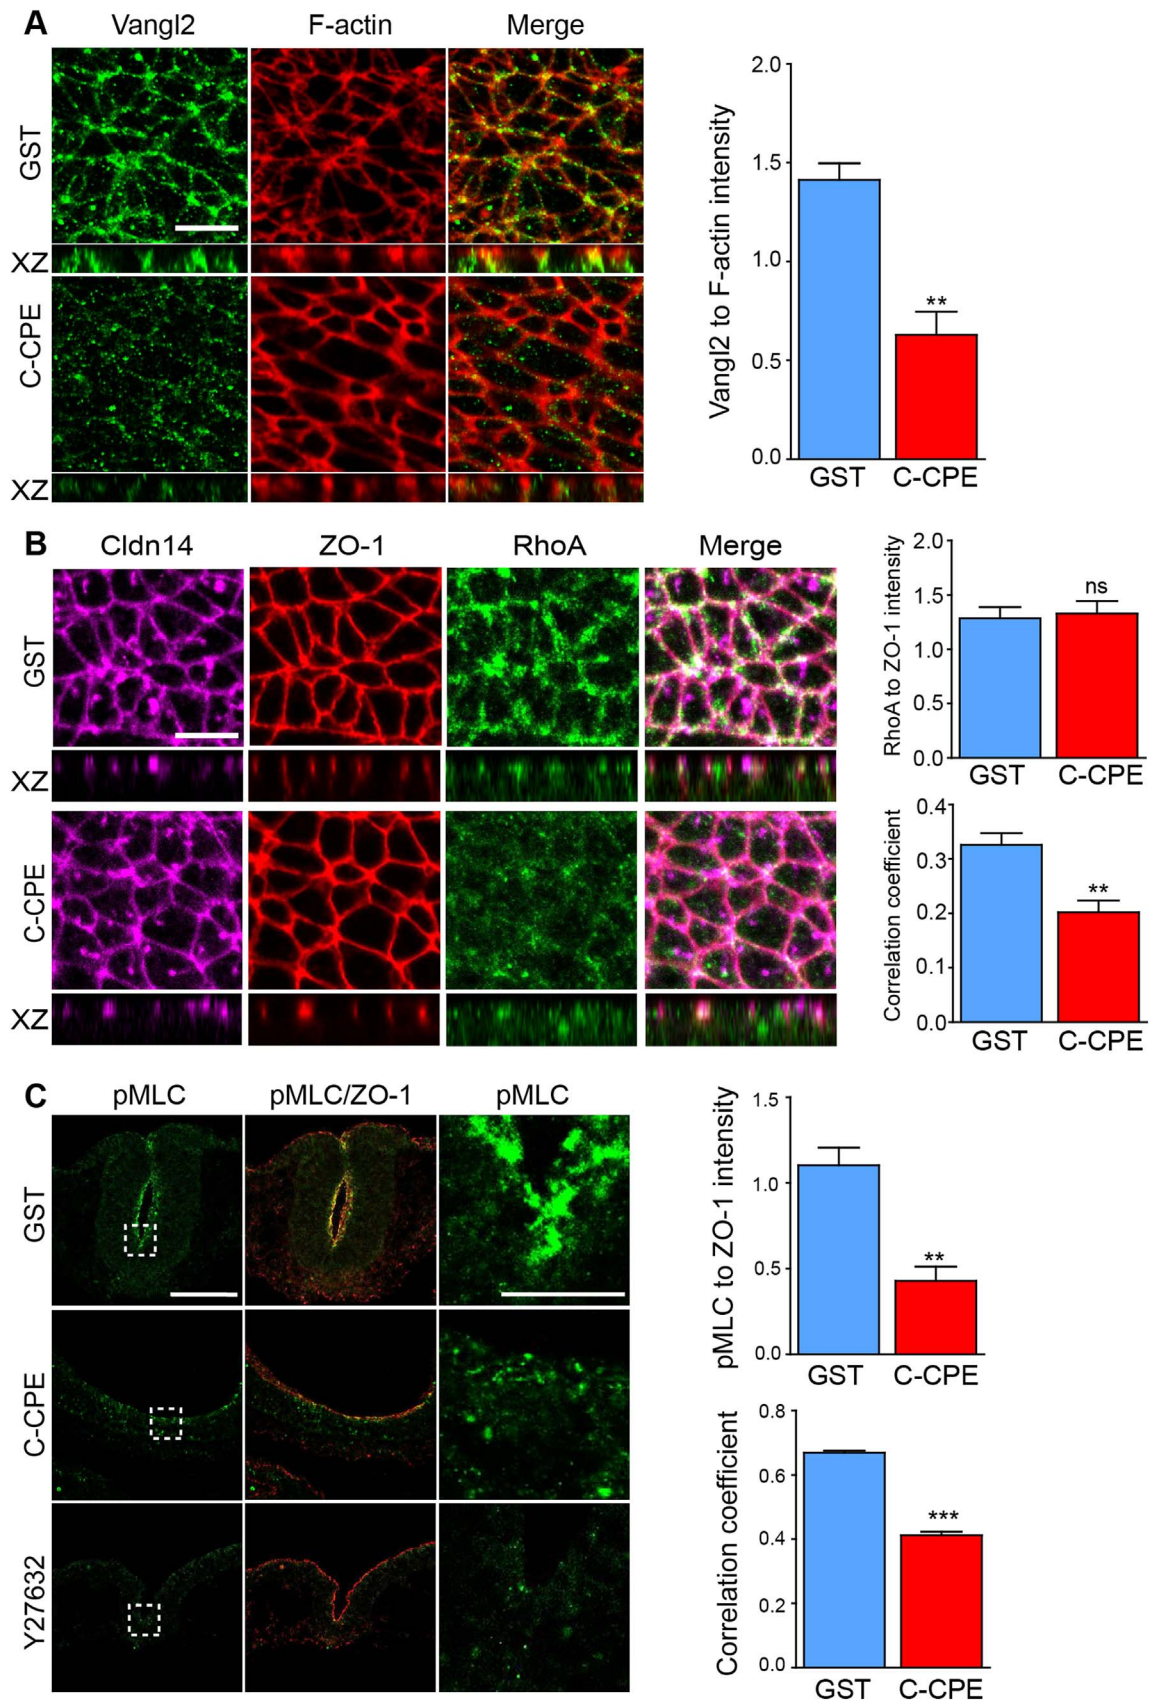 A
Vangl2 F-actin Merge
GST
XZ
C-CPE
XZ
Vangl2 to F-actin intensity
2.0
1.5
1.0
0.5
0.0
**
GST C-CPE
B
Cldn14 ZO-1 RhoA Merge
GST
XZ
C-CPE
XZ
RhoA to ZO-1 intensity
2.0
1.5
1.0
0.5
0.0
ns
GST C-CPE
Correlation coefficient
0.4
0.3
0.2
0.1
0.0
**
GST C-CPE
C
pMLC pMLC/ZO-1 pMLC
GST
C-CPE
Y27632
pMLC to ZO-1 intensity
1.5
1.0
0.5
0.0
**
GST C-CPE
Correlation coefficient
0.8
0.6
0.4
0.2
0.0
***
GST C-CPE